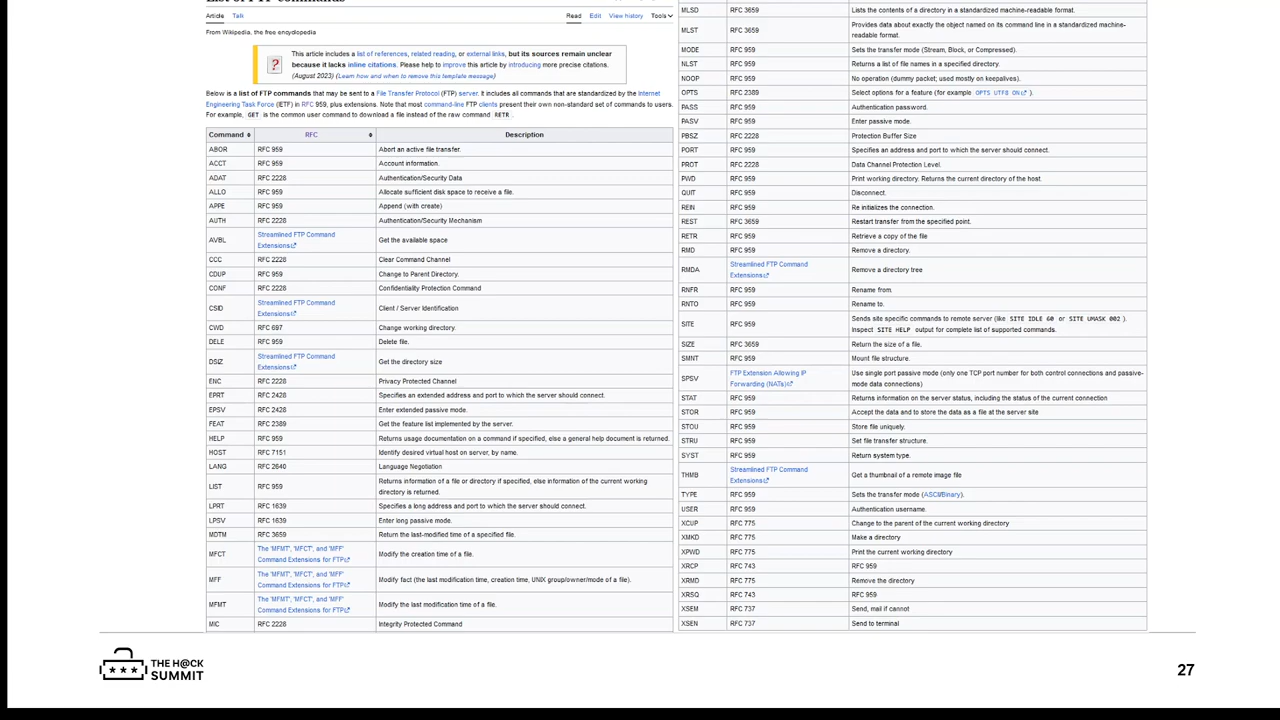 List of FTP commands
Article Talk Read Edit View history Tools
From Wikipedia, the free encyclopedia
This article includes a list of references, related reading, or external links, but its sources remain unclear
because it lacks inline citations. Please help to improve this article by introducing more precise citations.
(August 2023) (Learn how and when to remove this template message)
Below is a list of FTP commands that may be sent to a File Transfer Protocol (FTP) server. It includes all commands that are standardized by the Internet
Engineering Task Force (IETF) in RFC 959, plus extensions. Note that most command-line FTP clients present their own non-standard set of commands to users.
For example, GET is the common user command to download a file instead of the raw command RETR .
Command RFC Description
ABOR RFC 959 Abort an active file transfer.
ACCT RFC 959 Account information.
ADAT RFC 2228 Authentication/Security Data
ALLO RFC 959 Allocate sufficient disk space to receive a file.
APPE RFC 959 Append (with create)
AUTH RFC 2228 Authentication/Security Mechanism
AVBL Streamlined FTP Command
Extensions Get the available space
CCC RFC 2228 Clear Command Channel
CDUP RFC 959 Change to Parent Directory.
CONF RFC 2228 Confidentiality Protection Command
CSID Streamlined FTP Command
Extensions Client / Server Identification
CWD RFC 697 Change working directory.
DELE RFC 959 Delete file.
DSIZ Streamlined FTP Command
Extensions Get the directory size
ENC RFC 2228 Privacy Protected Channel
EPRT RFC 2428 Specifies an extended address and port to which the server should connect.
EPSV RFC 2428 Enter extended passive mode.
FEAT RFC 2389 Get the feature list implemented by the server.
HELP RFC 959 Returns usage documentation on a command if specified, else a general help document is returned.
HOST RFC 7151 Identify desired virtual host on server, by name.
LANG RFC 2640 Language Negotiation
LIST RFC 959 Returns information of a file or directory if specified, else information of the current working
directory is returned.
LPRT RFC 1639 Specifies a long address and port to which the server should connect.
LPSV RFC 1639 Enter long passive mode.
MDTM RFC 3659 Return the last-modified time of a specified file.
MFCT The 'MFMT', 'MFCT', and 'MFF'
Command Extensions for FTP Modify the creation time of a file.
MFF The 'MFMT', 'MFCT', and 'MFF'
Command Extensions for FTP Modify fact (the last modification time, creation time, UNIX group/owner/mode of a file).
MFMT The 'MFMT', 'MFCT', and 'MFF'
Command Extensions for FTP Modify the last modification time of a file.
MIC RFC 2228 Integrity Protected Command
MLSD RFC 3659 Lists the contents of a directory in a standardized machine-readable format.
MLST RFC 3659 Provides data about exactly the object named on its command line in a standardized machine-
readable format.
MODE RFC 959 Sets the transfer mode (Stream, Block, or Compressed).
NLST RFC 959 Returns a list of file names in a specified directory.
NOOP RFC 959 No operation (dummy packet; used mostly on keepalives).
OPTS RFC 2389 Select options for a feature (for example OPTS UTF8 ON ).
PASS RFC 959 Authentication password.
PASV RFC 959 Enter passive mode.
PBSZ RFC 2228 Protection Buffer Size
PORT RFC 959 Specifies an address and port to which the server should connect.
PROT RFC 2228 Data Channel Protection Level.
PWD RFC 959 Print working directory. Returns the current directory of the host.
QUIT RFC 959 Disconnect.
REIN RFC 959 Re initializes the connection.
REST RFC 3659 Restart transfer from the specified point.
RETR RFC 959 Retrieve a copy of the file
RMD RFC 959 Remove a directory.
RMDA Streamlined FTP Command
Extensions Remove a directory tree
RNFR RFC 959 Rename from.
RNTO RFC 959 Rename to.
SITE RFC 959 Sends site specific commands to remote server (like SITE IDLE 60 or SITE UMASK 002 ).
Inspect SITE HELP output for complete list of supported commands.
SIZE RFC 3659 Return the size of a file.
SMNT RFC 959 Mount file structure.
SPSV FTP Extension Allowing IP
Forwarding (NATs) Use single port passive mode (only one TCP port number for both control connections and passive-
mode data connections)
STAT RFC 959 Returns information on the server status, including the status of the current connection
STOR RFC 959 Accept the data and to store the data as a file at the server site
STOU RFC 959 Store file uniquely.
STRU RFC 959 Set file transfer structure.
SYST RFC 959 Return system type.
THMB Streamlined FTP Command
Extensions Get a thumbnail of a remote image file
TYPE RFC 959 Sets the transfer mode (ASCII/Binary).
USER RFC 959 Authentication username.
XCUP RFC 775 Change to the parent of the current working directory
XMKD RFC 775 Make a directory
XPWD RFC 775 Print the current working directory
XRCP RFC 743 RFC 959
XRMD RFC 775 Remove the directory
XRSQ RFC 743 RFC 959
XSEM RFC 737 Send, mail if cannot
XSEN RFC 737 Send to terminal
THE H@CK
SUMMIT
27